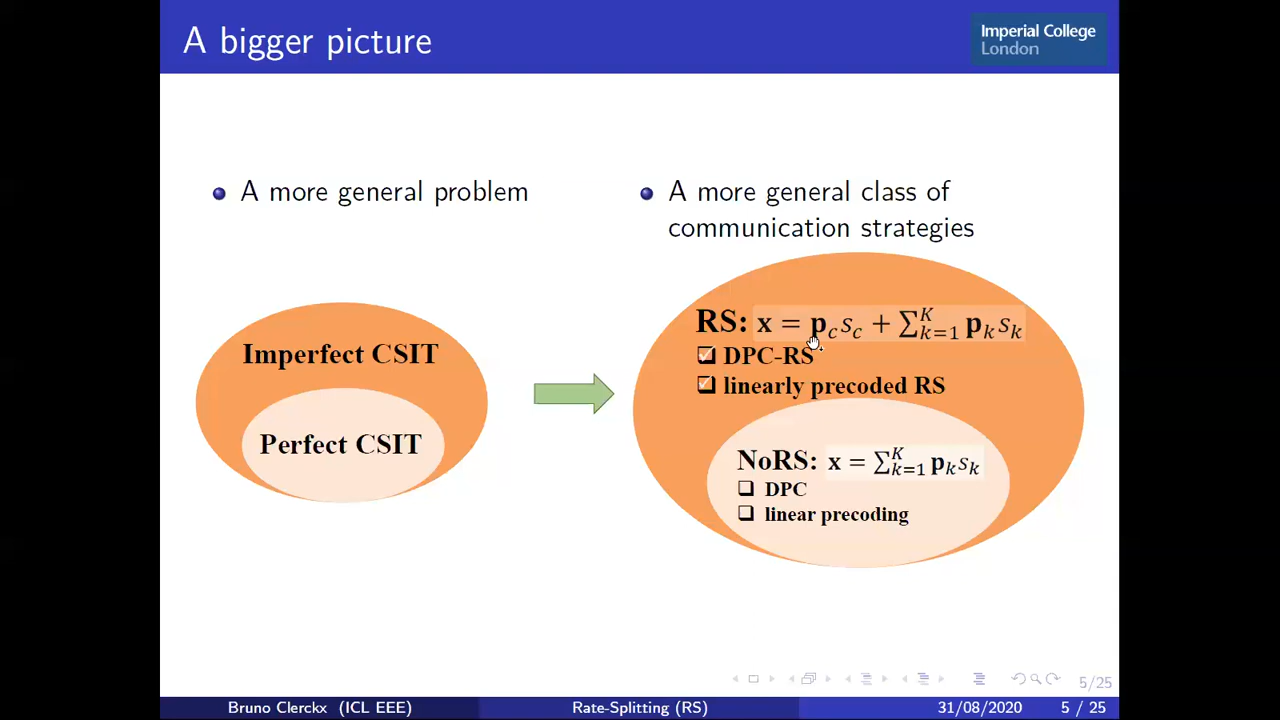 A bigger picture
Imperial College
London
A more general problem
A more general class of
communication strategies
Imperfect CSIT
Perfect CSIT
RS: x = p_c s_c + ∑_{k=1}^{K} p_k s_k
DPC-RS
linearly precoded RS
NoRS: x = ∑_{k=1}^{K} p_k s_k
DPC
linear precoding
5/25
Bruno Clerckx (ICL EEE)
Rate-Splitting (RS)
31/08/2020
5 / 25